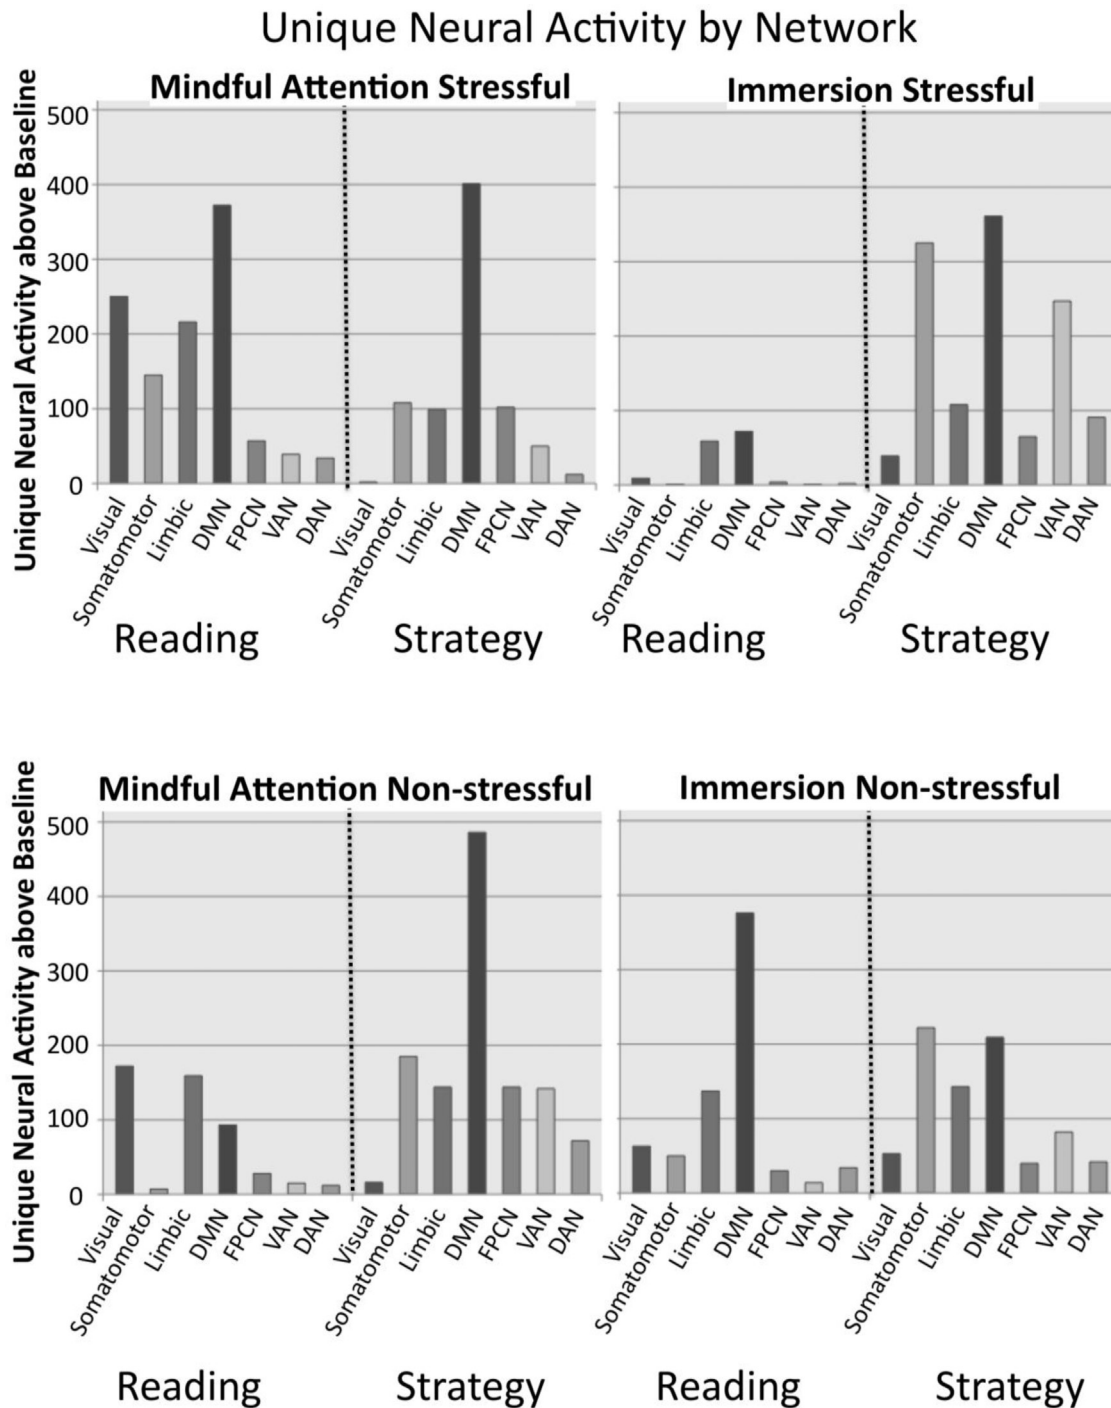 Unique Neural Activity by Network
Mindful Attention Stressful
Immersion Stressful
Unique Neural Activity above Baseline
500
400
300
200
100
0
Visual
Somatomotor
Limbic
DMN
FPCN
VAN
DAN
Visual
Somatomotor
Limbic
DMN
FPCN
VAN
DAN
Visual
Somatomotor
Limbic
DMN
FPCN
VAN
DAN
Visual
Somatomotor
Limbic
DMN
FPCN
VAN
DAN
Reading
Strategy
Reading
Strategy
Mindful Attention Non-stressful
Immersion Non-stressful
Unique Neural Activity above Baseline
500
400
300
200
100
0
Visual
Somatomotor
Limbic
DMN
FPCN
VAN
DAN
Visual
Somatomotor
Limbic
DMN
FPCN
VAN
DAN
Visual
Somatomotor
Limbic
DMN
FPCN
VAN
DAN
Visual
Somatomotor
Limbic
DMN
FPCN
VAN
DAN
Reading
Strategy
Reading
Strategy